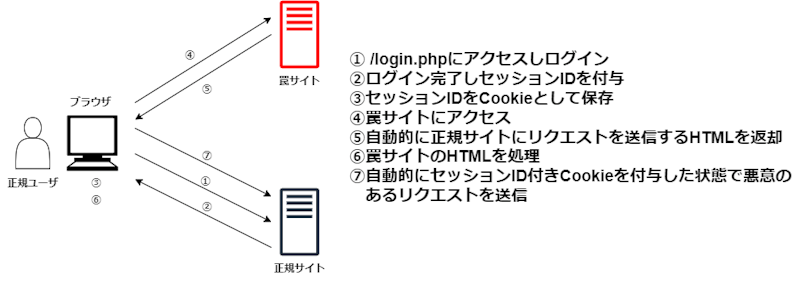 ④
⑤
罠サイト
ブラウザ
正規ユーザ
③
⑥
⑦
①
②
正規サイト
① /login.phpにアクセスしログイン
②ログイン完了しセッションIDを付与
③セッションIDをCookieとして保存
④罠サイトにアクセス
⑤自動的に正規サイトにリクエストを送信するHTMLを返却
⑥罠サイトのHTMLを処理
⑦自動的にセッションID付きCookieを付与した状態で悪意の
あるリクエストを送信